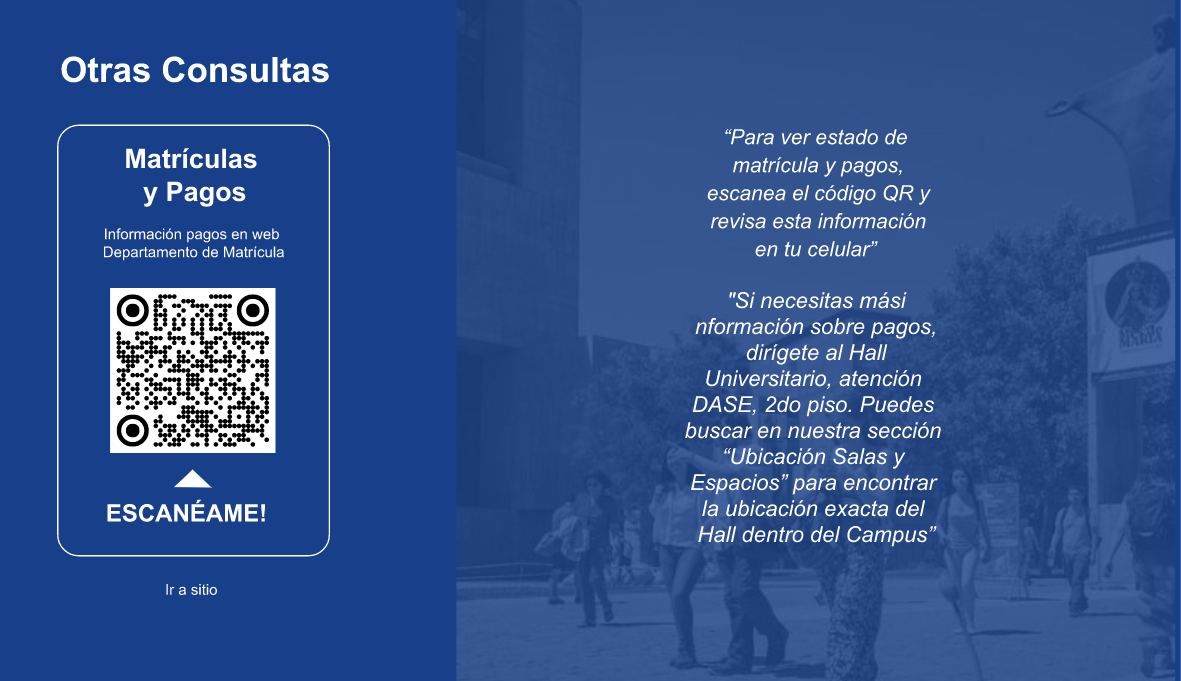 Otras Consultas
Matrículas
y Pagos
Información pagos en web
Departamento de Matrícula
ESCANÉAME!
Ir a sitio
“Para ver estado de
matrícula y pagos,
escanea el código QR y
revisa esta información
en tu celular”
"Si necesitas mási
nformación sobre pagos,
dirígete al Hall
Universitario, atención
DASE, 2do piso. Puedes
buscar en nuestra sección
“Ubicación Salas y
Espacios” para encontrar
la ubicación exacta del
Hall dentro del Campus”